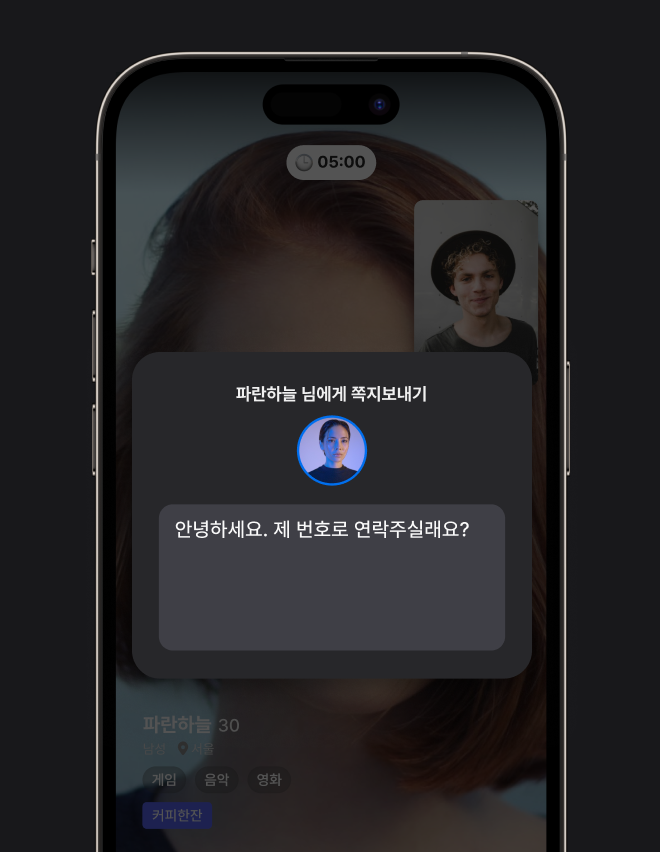 05:00
파란하늘 님에게 쪽지보내기
안녕하세요. 제 번호로 연락주실래요?
파란하늘 30
남성 서울
게임 음악 영화
커피한잔